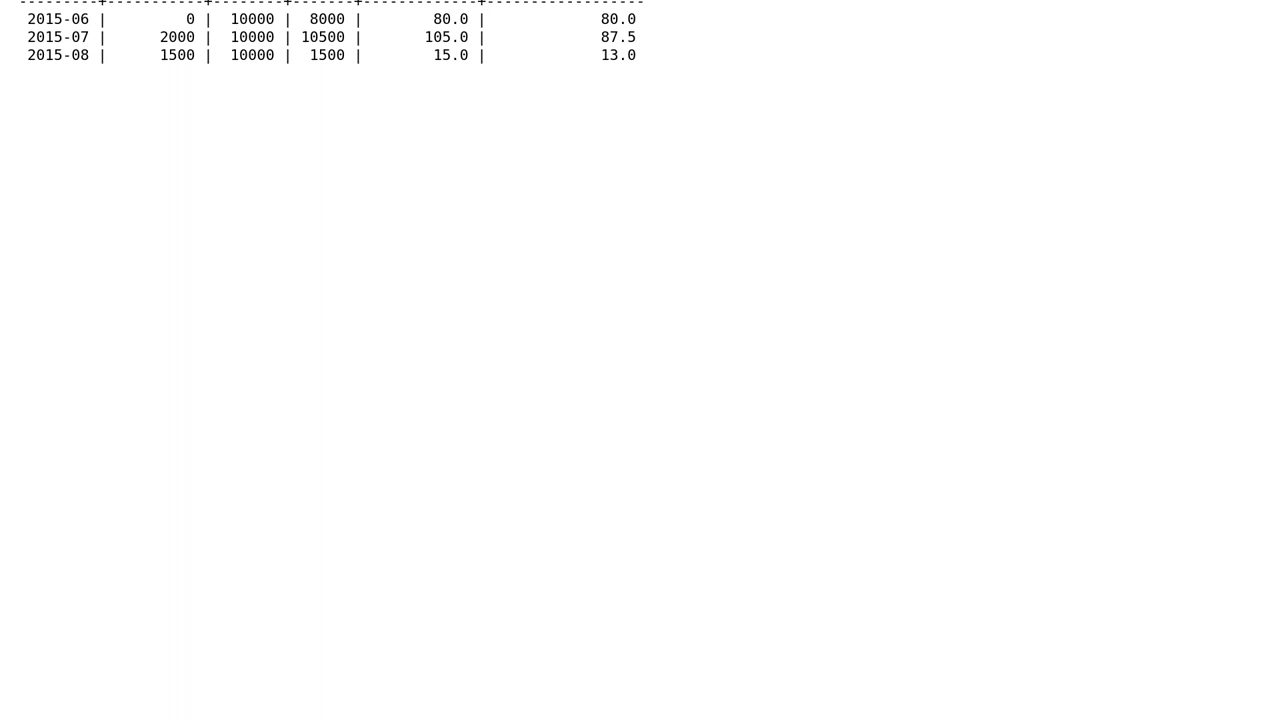 ---------+-----------+--------+-------+-------------+------------------
 2015-06 |         0 |  10000 |  8000 |        80.0 |             80.0
 2015-07 |      2000 |  10000 | 10500 |       105.0 |             87.5
 2015-08 |      1500 |  10000 |  1500 |        15.0 |             13.0